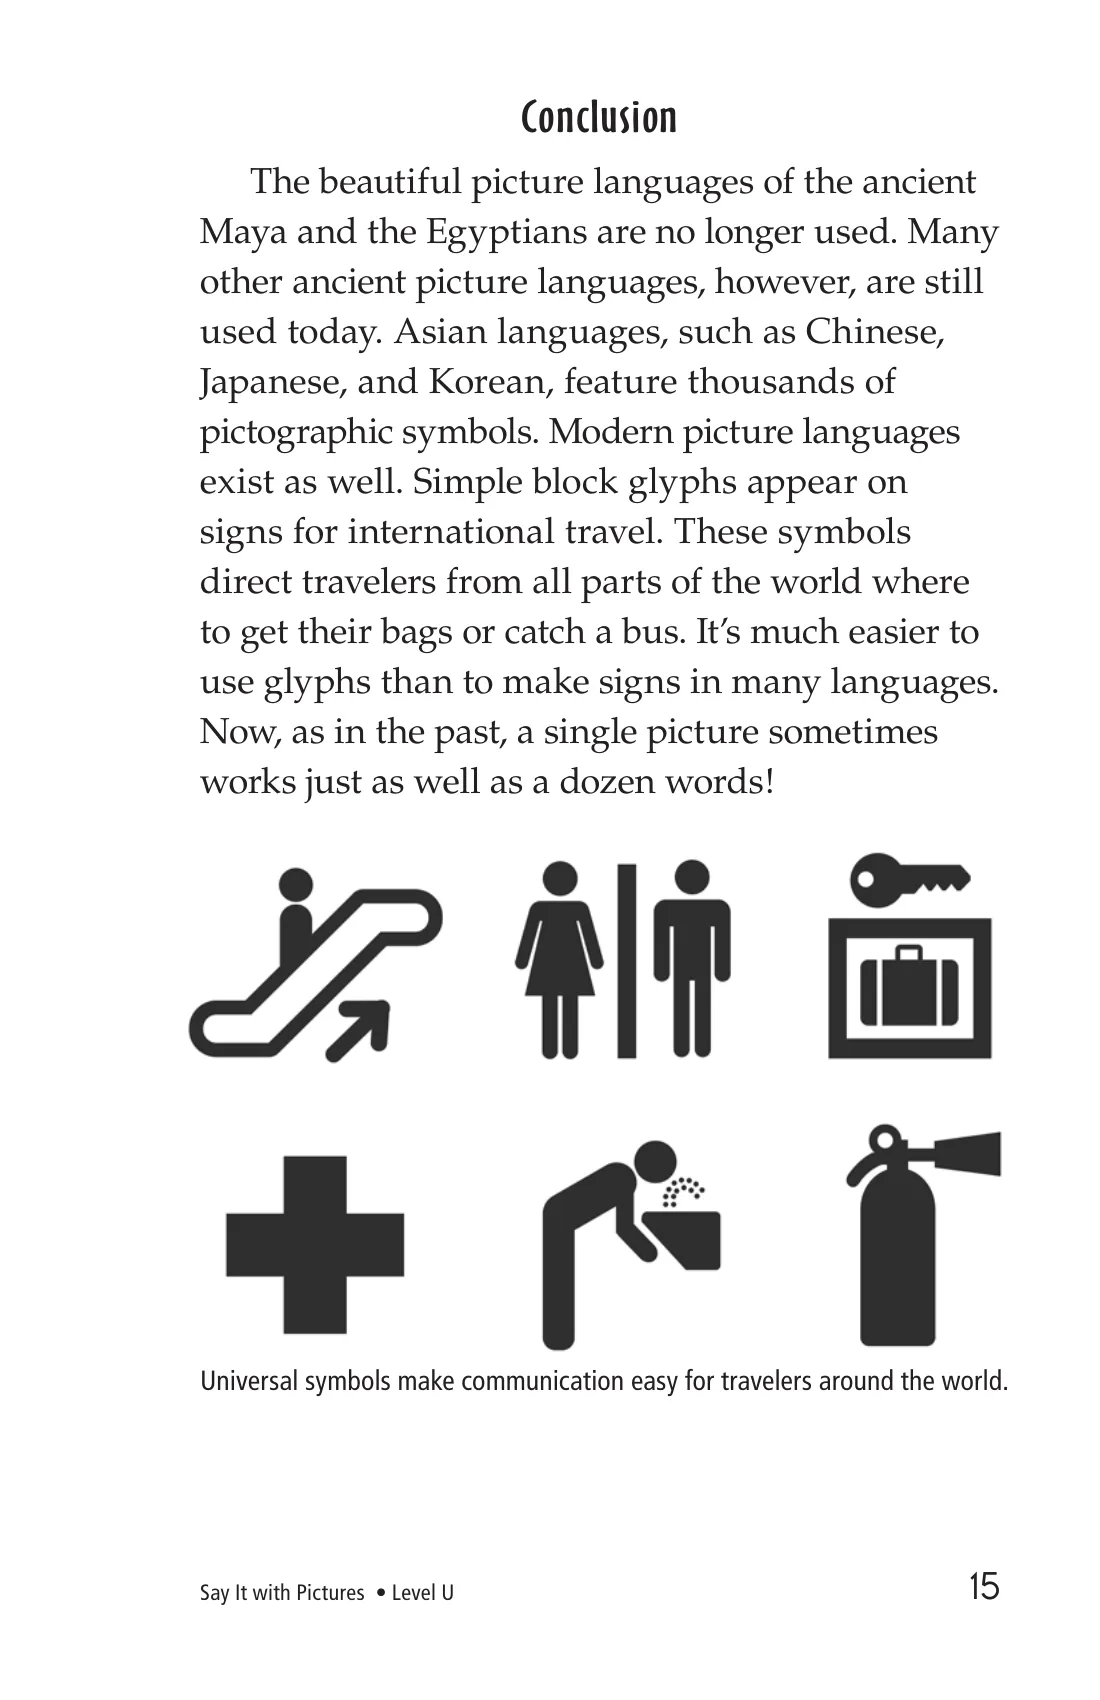 Conclusion
The beautiful picture languages of the ancient
Maya and the Egyptians are no longer used. Many
other ancient picture languages, however, are still
used today. Asian languages, such as Chinese,
Japanese, and Korean, feature thousands of
pictographic symbols. Modern picture languages
exist as well. Simple block glyphs appear on
signs for international travel. These symbols
direct travelers from all parts of the world where
to get their bags or catch a bus. It’s much easier to
use glyphs than to make signs in many languages.
Now, as in the past, a single picture sometimes
works just as well as a dozen words!
Universal symbols make communication easy for travelers around the world.
Say It with Pictures • Level U
15